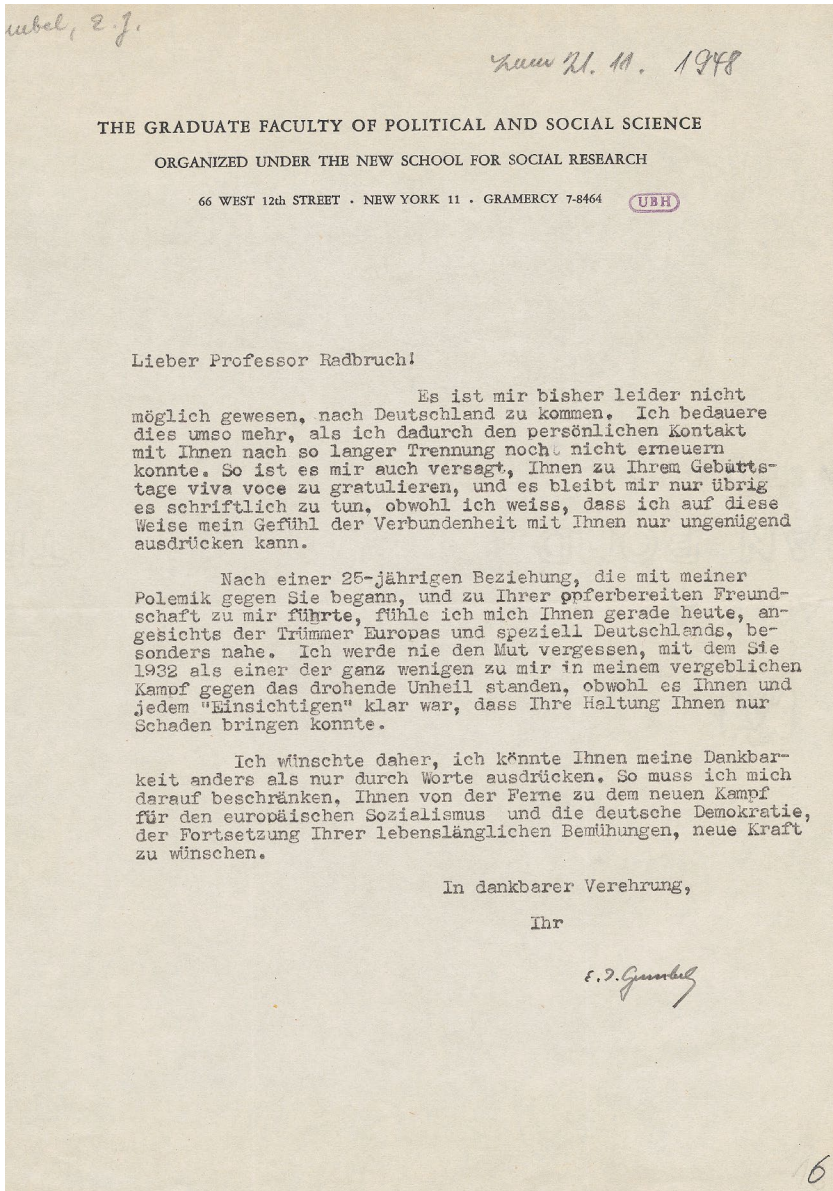 umbel, E. J.
zum 21. 11. 1948
THE GRADUATE FACULTY OF POLITICAL AND SOCIAL SCIENCE
ORGANIZED UNDER THE NEW SCHOOL FOR SOCIAL RESEARCH
66 WEST 12th STREET · NEW YORK 11 · GRAMERCY 7-8464 UBH
Lieber Professor Radbruch!
Es ist mir bisher leider nicht
möglich gewesen, nach Deutschland zu kommen. Ich bedauere
dies umso mehr, als ich dadurch den persönlichen Kontakt
mit Ihnen nach so langer Trennung noch nicht erneuern
konnte. So ist es mir auch versagt, Ihnen zu Ihrem Gebutts-
tage viva voce zu gratulieren, und es bleibt mir nur übrig
es schriftlich zu tun, obwohl ich weiss, dass ich auf diese
Weise mein Gefühl der Verbundenheit mit Ihnen nur ungenügend
ausdrücken kann.
Nach einer 25-jährigen Beziehung, die mit meiner
Polemik gegen Sie begann, und zu Ihrer opferbereiten Freund-
schaft zu mir führte, fühle ich mich Ihnen gerade heute, an-
gesichts der Trümmer Europas und speziell Deutschlands, be-
sonders nahe. Ich werde nie den Mut vergessen, mit dem Sie
1932 als einer der ganz wenigen zu mir in meinem vergeblichen
Kampf gegen das drohende Unheil standen, obwohl es Ihnen und
jedem "Einsichtigen" klar war, dass Ihre Haltung Ihnen nur
Schaden bringen konnte.
Ich wünschte daher, ich könnte Ihnen meine Dankbar-
keit anders als nur durch Worte ausdrücken. So muss ich mich
darauf beschränken, Ihnen von der Ferne zu dem neuen Kampf
für den europäischen Sozialismus und die deutsche Demokratie,
der Fortsetzung Ihrer lebenslänglichen Bemühungen, neue Kraft
zu wünschen.
In dankbarer Verehrung,
Ihr
E. J. Gumbel
6